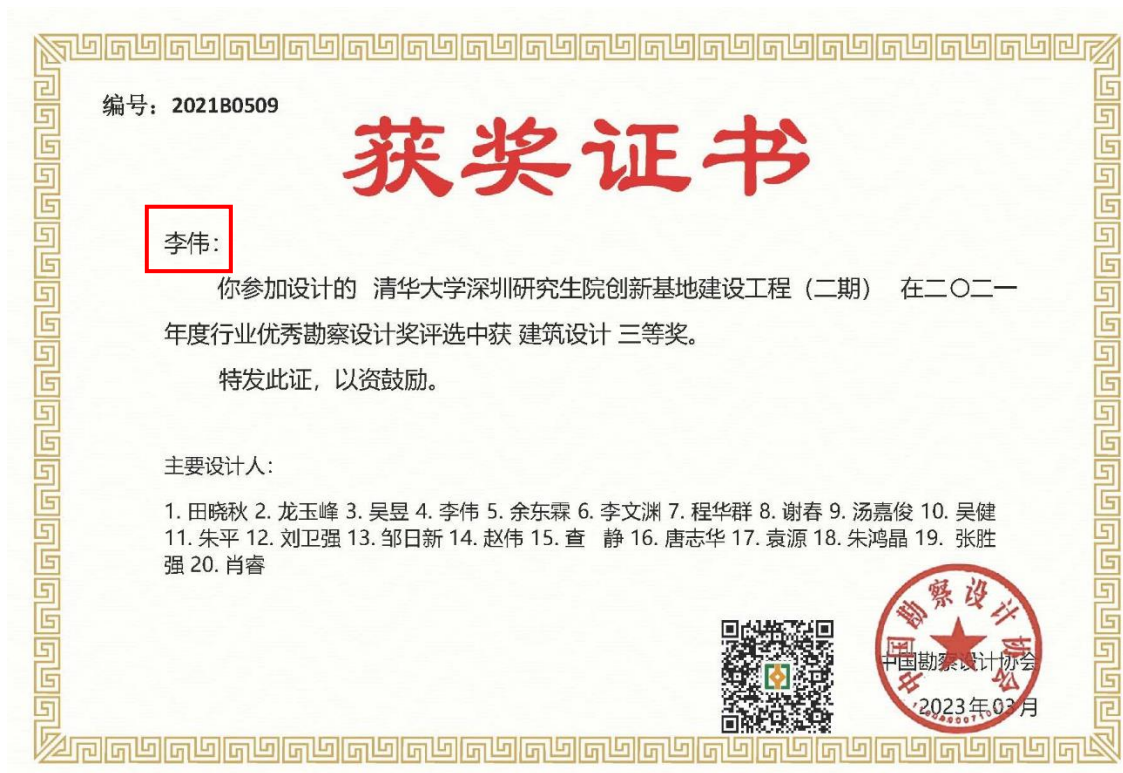 编号：2021B0509
获奖证书
李伟：
你参加设计的 清华大学深圳研究生院创新基地建设工程（二期） 在二〇二一
年度行业优秀勘察设计奖评选中获 建筑设计 三等奖。
特发此证，以资鼓励。
主要设计人：
1. 田晓秋 2. 龙玉峰 3. 吴昱 4. 李伟 5. 余东霖 6. 李文渊 7. 程华群 8. 谢春 9. 汤嘉俊 10. 吴健
11. 朱平 12. 刘卫强 13. 邹日新 14. 赵伟 15. 查 静 16. 唐志华 17. 袁源 18. 朱鸿晶 19. 张胜
强 20. 肖睿
中国勘察设计协会
中国勘察设计协会
2023年03月